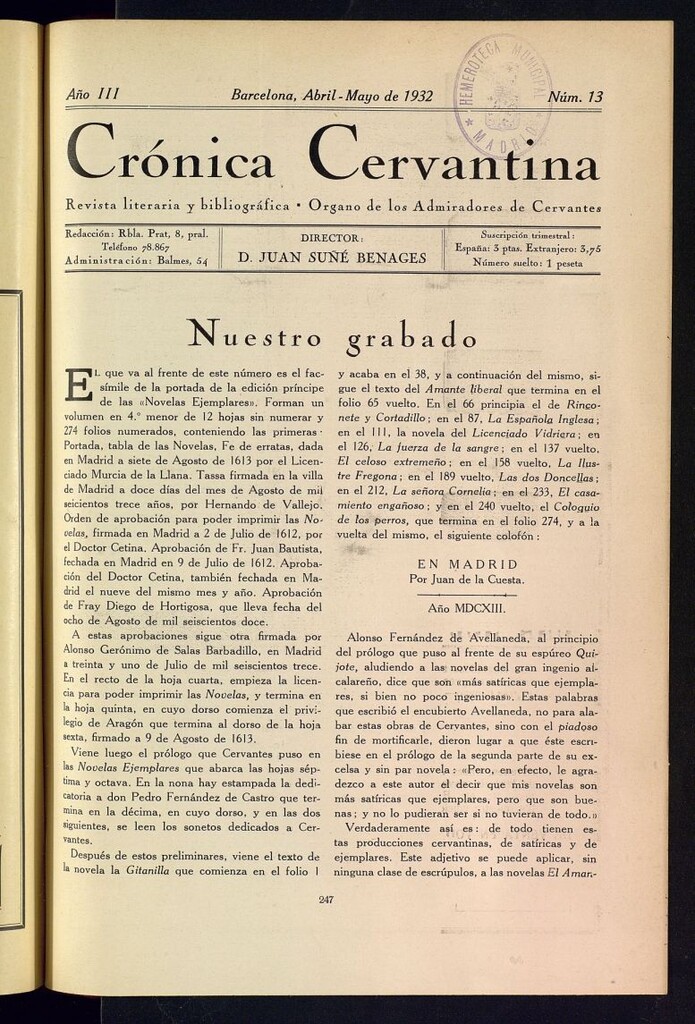 Año III
Barcelona, Abril-Mayo de 1932
Núm. 13
HEMEROTECA MUNICIPAL
★ MADRID ★
Crónica Cervantina
Revista literaria y bibliográfica • Organo de los Admiradores de Cervantes
Redacción: Rbla. Prat, 8, pral.
Teléfono 78.867
Administración: Balmes, 54
DIRECTOR:
D. JUAN SUÑÉ BENAGES
Suscripción trimestral:
España: 3 ptas. Extranjero: 3,75
Número suelto: 1 peseta
Nuestro grabado
EL que va al frente de este número es el fac-
símile de la portada de la edición príncipe
de las «Novelas Ejemplares». Forman un
volumen en 4.º menor de 12 hojas sin numerar y
274 folios numerados, conteniendo las primeras·
Portada, tabla de las Novelas, Fe de erratas, dada
en Madrid a siete de Agosto de 1613 por el Licen-
ciado Murcia de la Llana. Tassa firmada en la villa
de Madrid a doce días del mes de Agosto de mil
seicientos trece años, por Hernando de Vallejo.
Orden de aprobación para poder imprimir las No-
velas, firmada en Madrid a 2 de Julio de 1612, por
el Doctor Cetina. Aprobación de Fr. Juan Bautista,
fechada en Madrid en 9 de Julio de 1612. Aproba-
ción del Doctor Cetina, también fechada en Ma-
drid el nueve del mismo mes y año. Aprobación
de Fray Diego de Hortigosa, que lleva fecha del
ocho de Agosto de mil seiscientos doce.
A estas aprobaciones sigue otra firmada por
Alonso Gerónimo de Salas Barbadillo, en Madrid
a treinta y uno de Julio de mil seiscientos trece.
En el recto de la hoja cuarta, empieza la licen-
cia para poder imprimir las Novelas, y termina en
la hoja quinta, en cuyo dorso comienza el privi-
legio de Aragón que termina al dorso de la hoja
sexta, firmado a 9 de Agosto de 1613.
Viene luego el prólogo que Cervantes puso en
las Novelas Ejemplares que abarca las hojas sép-
tima y octava. En la nona hay estampada la dedi-
catoria a don Pedro Fernández de Castro que ter-
mina en la décima, en cuyo dorso, y en las dos
siguientes, se leen los sonetos dedicados a Cer-
vantes.
Después de estos preliminares, viene el texto de
la novela la Gitanilla que comienza en el folio 1
y acaba en el 38, y a continuación del mismo, si-
gue el texto del Amante liberal que termina en el
folio 65 vuelto. En el 66 principia el de Rinco-
nete y Cortadillo; en el 87, La Española Inglesa;
en el 111, la novela del Licenciado Vidriera; en
el 126, La fuerza de la sangre; en el 137 vuelto.
El celoso extremeño; en el 158 vuelto, La Ilus-
tre Fregona; en el 189 vuelto, Las dos Doncellas;
en el 212, La señora Cornelia; en el 233, El casa-
miento engañoso; y en el 240 vuelto, el Coloquio
de los perros, que termina en el folio 274, y a la
vuelta del mismo, el siguiente colofón:
EN MADRID
Por Juan de la Cuesta.
Año MDCXIII.
Alonso Fernández de Avellaneda, al principio
del prólogo que puso al frente de su espúreo Qui-
jote, aludiendo a las novelas del gran ingenio al-
calareño, dice que son «más satíricas que ejempla-
res, si bien no poco ingeniosas». Estas palabras
que escribió el encubierto Avellaneda, no para ala-
bar estas obras de Cervantes, sino con el piadoso
fin de mortificarle, dieron lugar a que éste escri-
biese en el prólogo de la segunda parte de su ex-
celsa y sin par novela: «Pero, en efecto, le agra-
dezco a este autor el decir que mis novelas son
más satíricas que ejemplares, pero que son bue-
nas; y no lo pudieran ser si no tuvieran de todo.»
Verdaderamente así es: de todo tienen es-
tas producciones cervantinas, de satíricas y de
ejemplares. Este adjetivo se puede aplicar, sin
ninguna clase de escrúpulos, a las novelas El Aman-
247